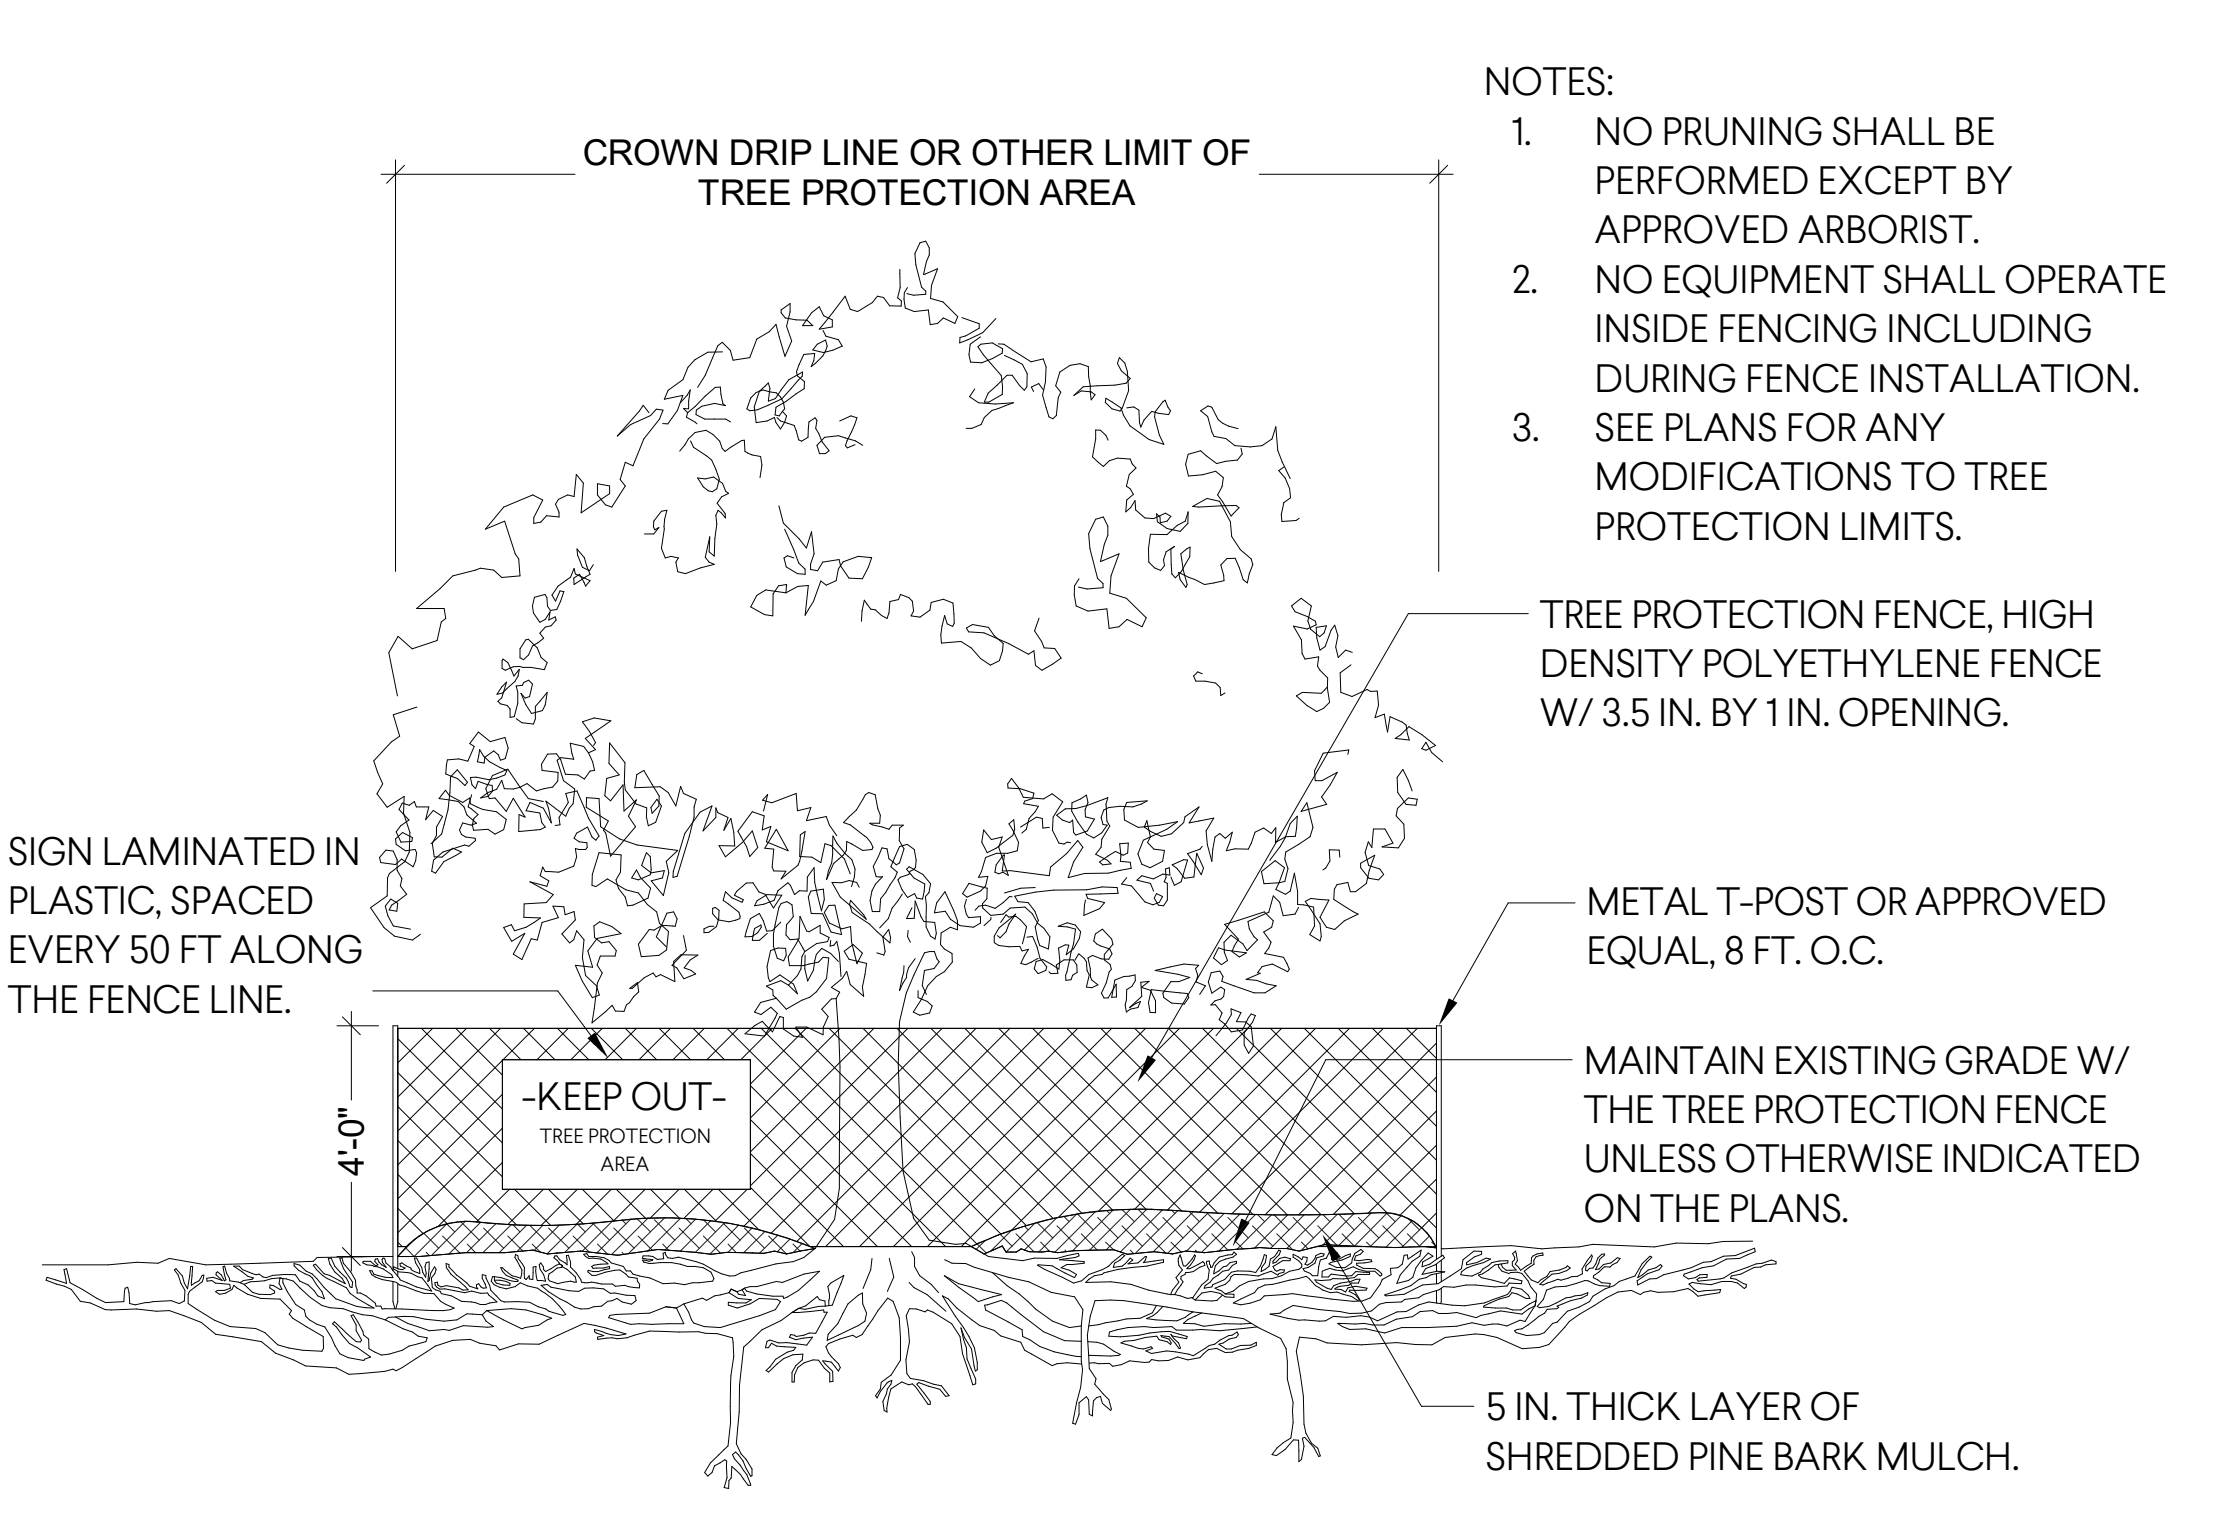 CROWN DRIP LINE OR OTHER LIMIT OF
TREE PROTECTION AREA
NOTES:
1. NO PRUNING SHALL BE
PERFORMED EXCEPT BY
APPROVED ARBORIST.
2. NO EQUIPMENT SHALL OPERATE
INSIDE FENCING INCLUDING
DURING FENCE INSTALLATION.
3. SEE PLANS FOR ANY
MODIFICATIONS TO TREE
PROTECTION LIMITS.
TREE PROTECTION FENCE, HIGH
DENSITY POLYETHYLENE FENCE
W/ 3.5 IN. BY 1 IN. OPENING.
SIGN LAMINATED IN
PLASTIC, SPACED
EVERY 50 FT ALONG
THE FENCE LINE.
METAL T-POST OR APPROVED
EQUAL, 8 FT. O.C.
4'-0"
-KEEP OUT-
TREE PROTECTION
AREA
MAINTAIN EXISTING GRADE W/
THE TREE PROTECTION FENCE
UNLESS OTHERWISE INDICATED
ON THE PLANS.
5 IN. THICK LAYER OF
SHREDDED PINE BARK MULCH.